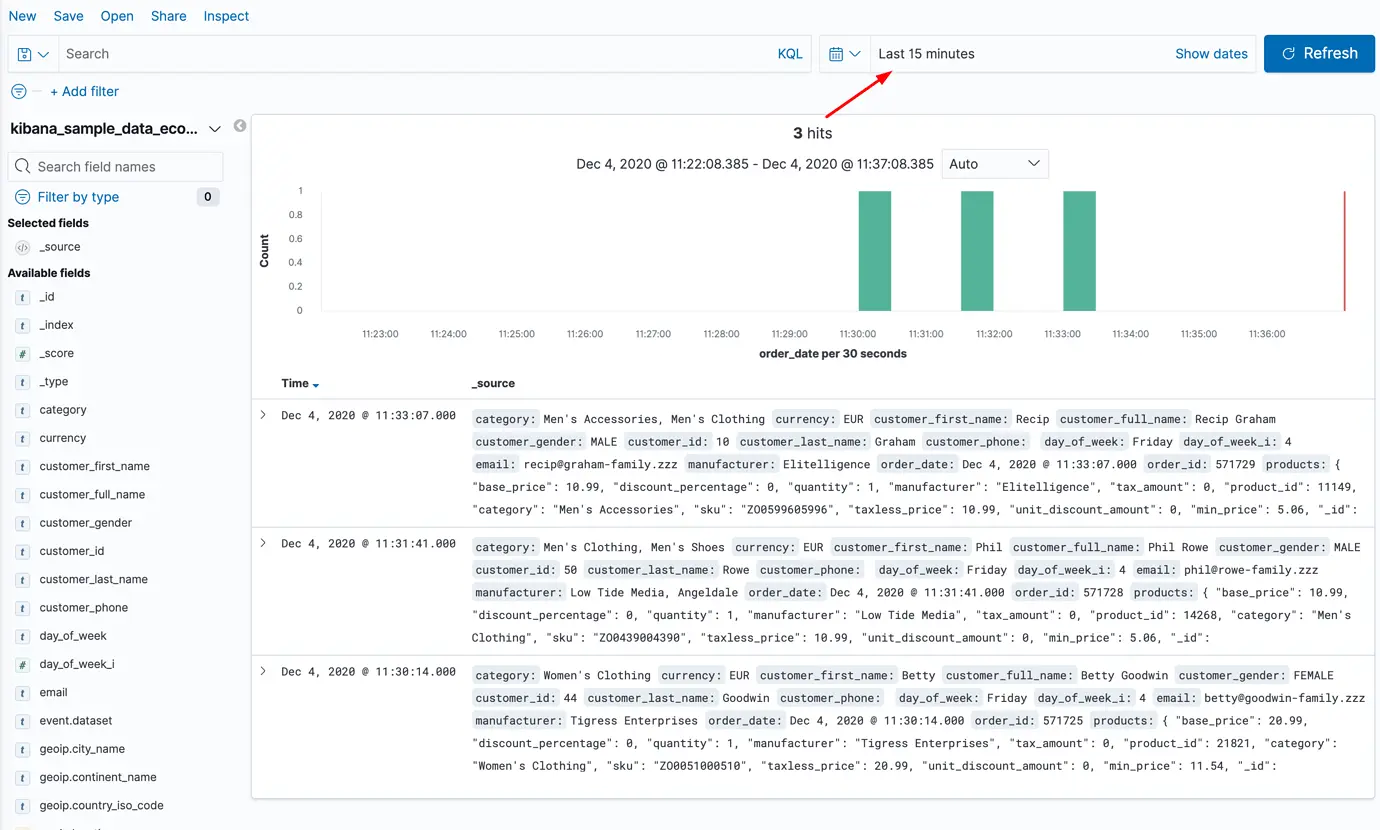 New Save Open Share Inspect
Search KQL Last 15 minutes Show dates Refresh
+ Add filter
kibana_sample_data_eco...
Search field names
Filter by type 0
Selected fields
_source
Available fields
t _id
t _index
# _score
t _type
t category
t currency
t customer_first_name
t customer_full_name
t customer_gender
t customer_id
t customer_last_name
t customer_phone
t day_of_week
# day_of_week_i
t email
t event.dataset
t geoip.city_name
t geoip.continent_name
t geoip.country_iso_code
3 hits
Dec 4, 2020 @ 11:22:08.385 - Dec 4, 2020 @ 11:37:08.385 Auto
Count
1
0.8
0.6
0.4
0.2
0
11:23:00 11:24:00 11:25:00 11:26:00 11:27:00 11:28:00 11:29:00 11:30:00 11:31:00 11:32:00 11:33:00 11:34:00 11:35:00 11:36:00
order_date per 30 seconds
Time _source
Dec 4, 2020 @ 11:33:07.000 category: Men's Accessories, Men's Clothing currency: EUR customer_first_name: Recip customer_full_name: Recip Graham
customer_gender: MALE customer_id: 10 customer_last_name: Graham customer_phone: day_of_week: Friday day_of_week_i: 4
email: recip@graham-family.zzz manufacturer: Elitelligence order_date: Dec 4, 2020 @ 11:33:07.000 order_id: 571729 products: {
"base_price": 10.99, "discount_percentage": 0, "quantity": 1, "manufacturer": "Elitelligence", "tax_amount": 0, "product_id": 11149,
"category": "Men's Accessories", "sku": "ZO0599605996", "taxless_price": 10.99, "unit_discount_amount": 0, "min_price": 5.06, "_id":
Dec 4, 2020 @ 11:31:41.000 category: Men's Clothing, Men's Shoes currency: EUR customer_first_name: Phil customer_full_name: Phil Rowe customer_gender: MALE
customer_id: 50 customer_last_name: Rowe customer_phone: day_of_week: Friday day_of_week_i: 4 email: phil@rowe-family.zzz
manufacturer: Low Tide Media, Angeldale order_date: Dec 4, 2020 @ 11:31:41.000 order_id: 571728 products: { "base_price": 10.99,
"discount_percentage": 0, "quantity": 1, "manufacturer": "Low Tide Media", "tax_amount": 0, "product_id": 14268, "category": "Men's
Clothing", "sku": "ZO0439004390", "taxless_price": 10.99, "unit_discount_amount": 0, "min_price": 5.06, "_id":
Dec 4, 2020 @ 11:30:14.000 category: Women's Clothing currency: EUR customer_first_name: Betty customer_full_name: Betty Goodwin customer_gender: FEMALE
customer_id: 44 customer_last_name: Goodwin customer_phone: day_of_week: Friday day_of_week_i: 4 email: betty@goodwin-family.zzz
manufacturer: Tigress Enterprises order_date: Dec 4, 2020 @ 11:30:14.000 order_id: 571725 products: { "base_price": 20.99,
"discount_percentage": 0, "quantity": 1, "manufacturer": "Tigress Enterprises", "tax_amount": 0, "product_id": 21821, "category":
"Women's Clothing", "sku": "ZO0051000510", "taxless_price": 20.99, "unit_discount_amount": 0, "min_price": 11.54, "_id":